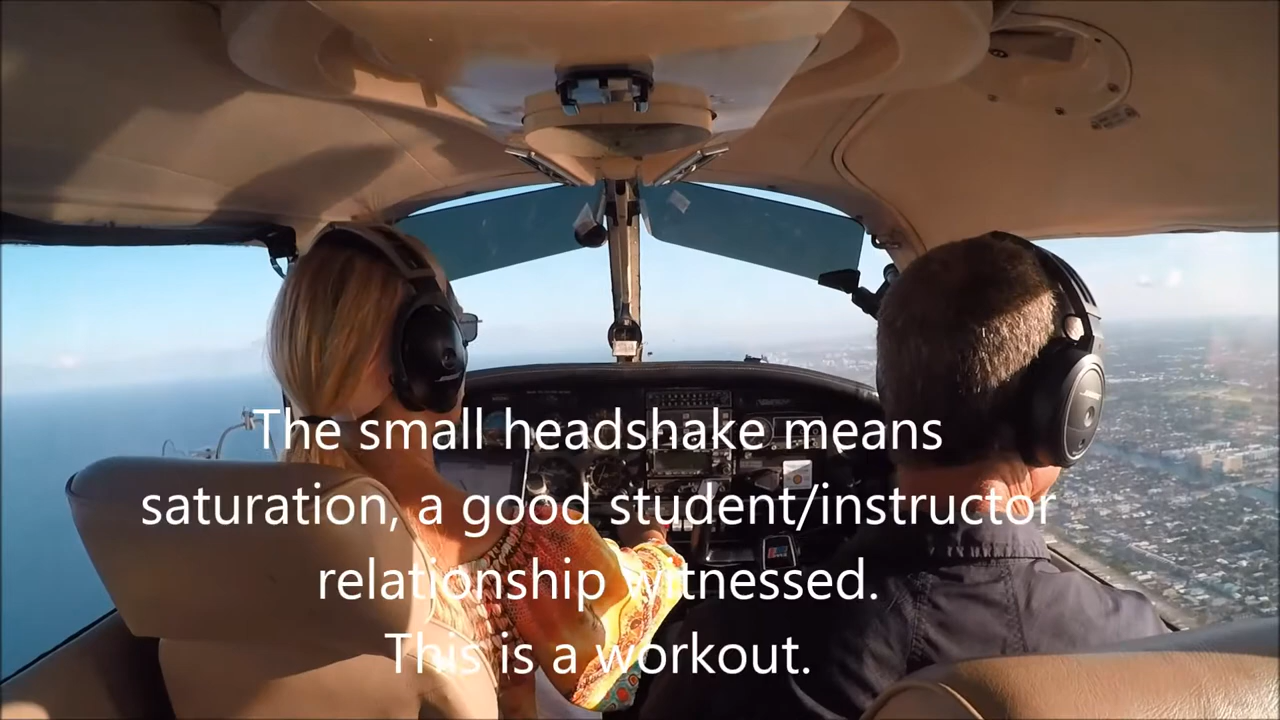 The small headshake means
saturation, a good student/instructor
relationship witnessed.
This is a workout.